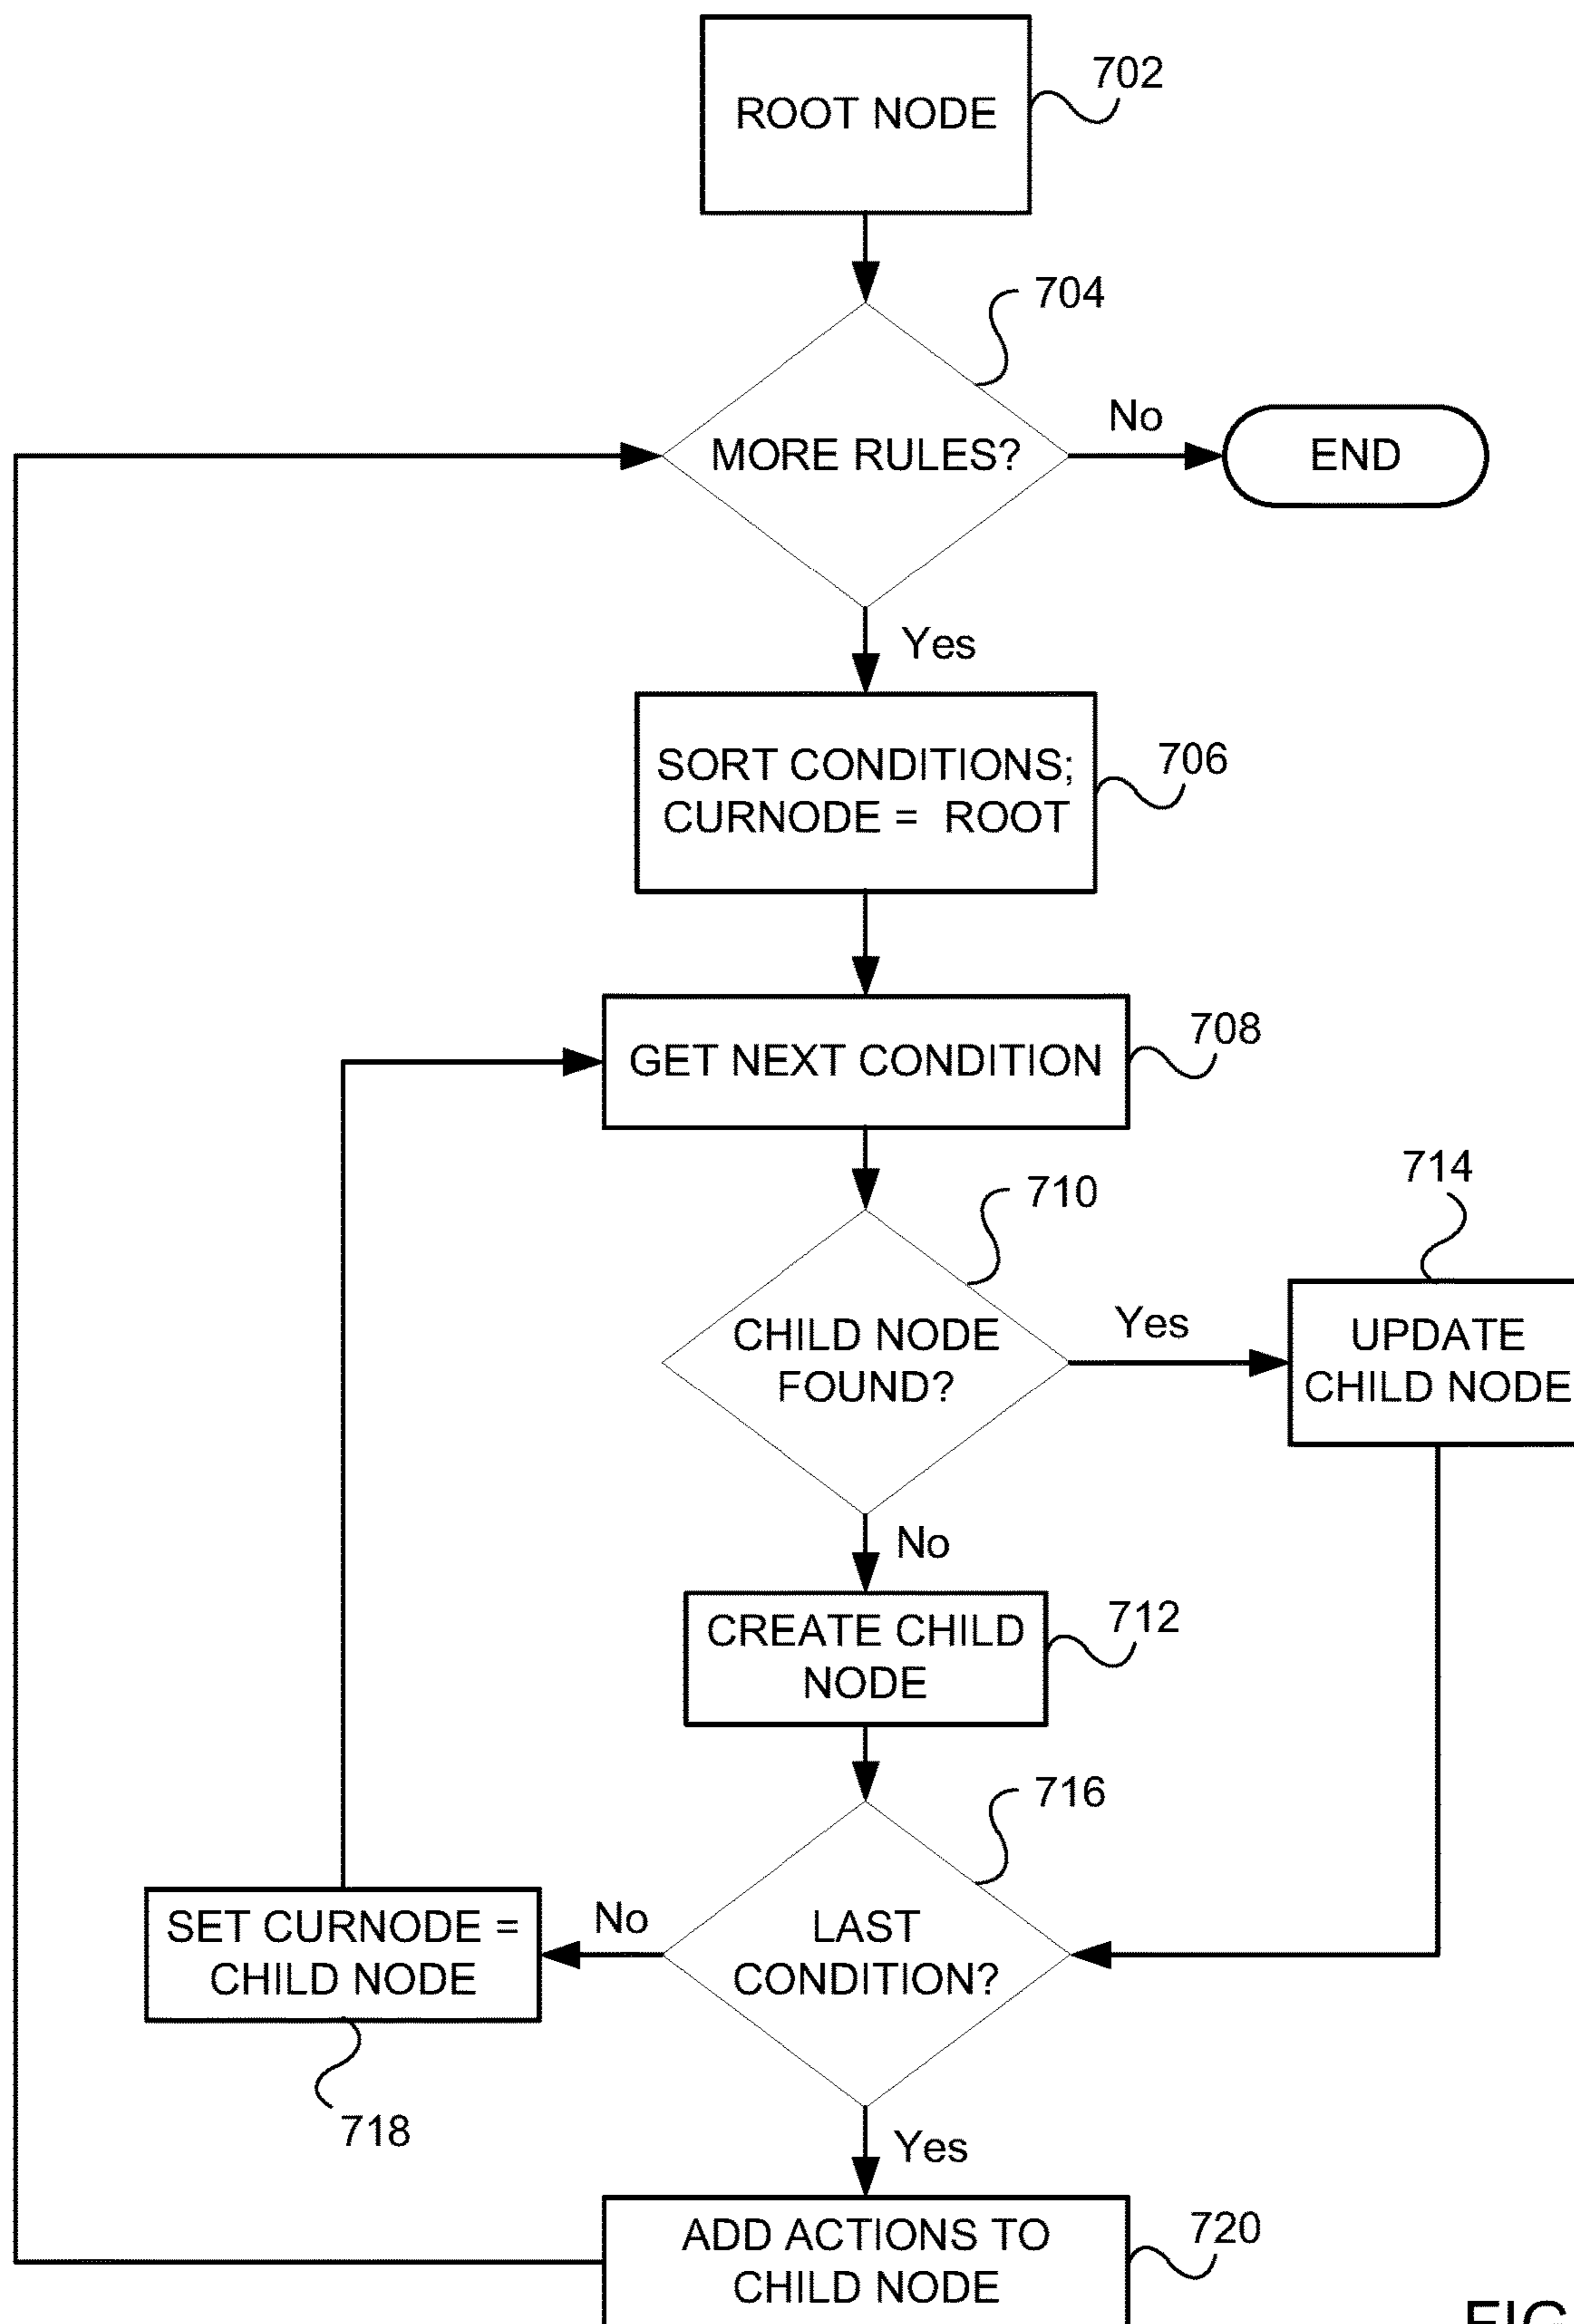 ROOT NODE
702
704
MORE RULES?
No
END
Yes
SORT CONDITIONS;
CURNODE = ROOT
706
GET NEXT CONDITION
708
710
714
CHILD NODE
FOUND?
Yes
UPDATE
CHILD NODE
No
CREATE CHILD
NODE
712
716
LAST
CONDITION?
No
SET CURNODE =
CHILD NODE
718
Yes
ADD ACTIONS TO
CHILD NODE
720
FIG